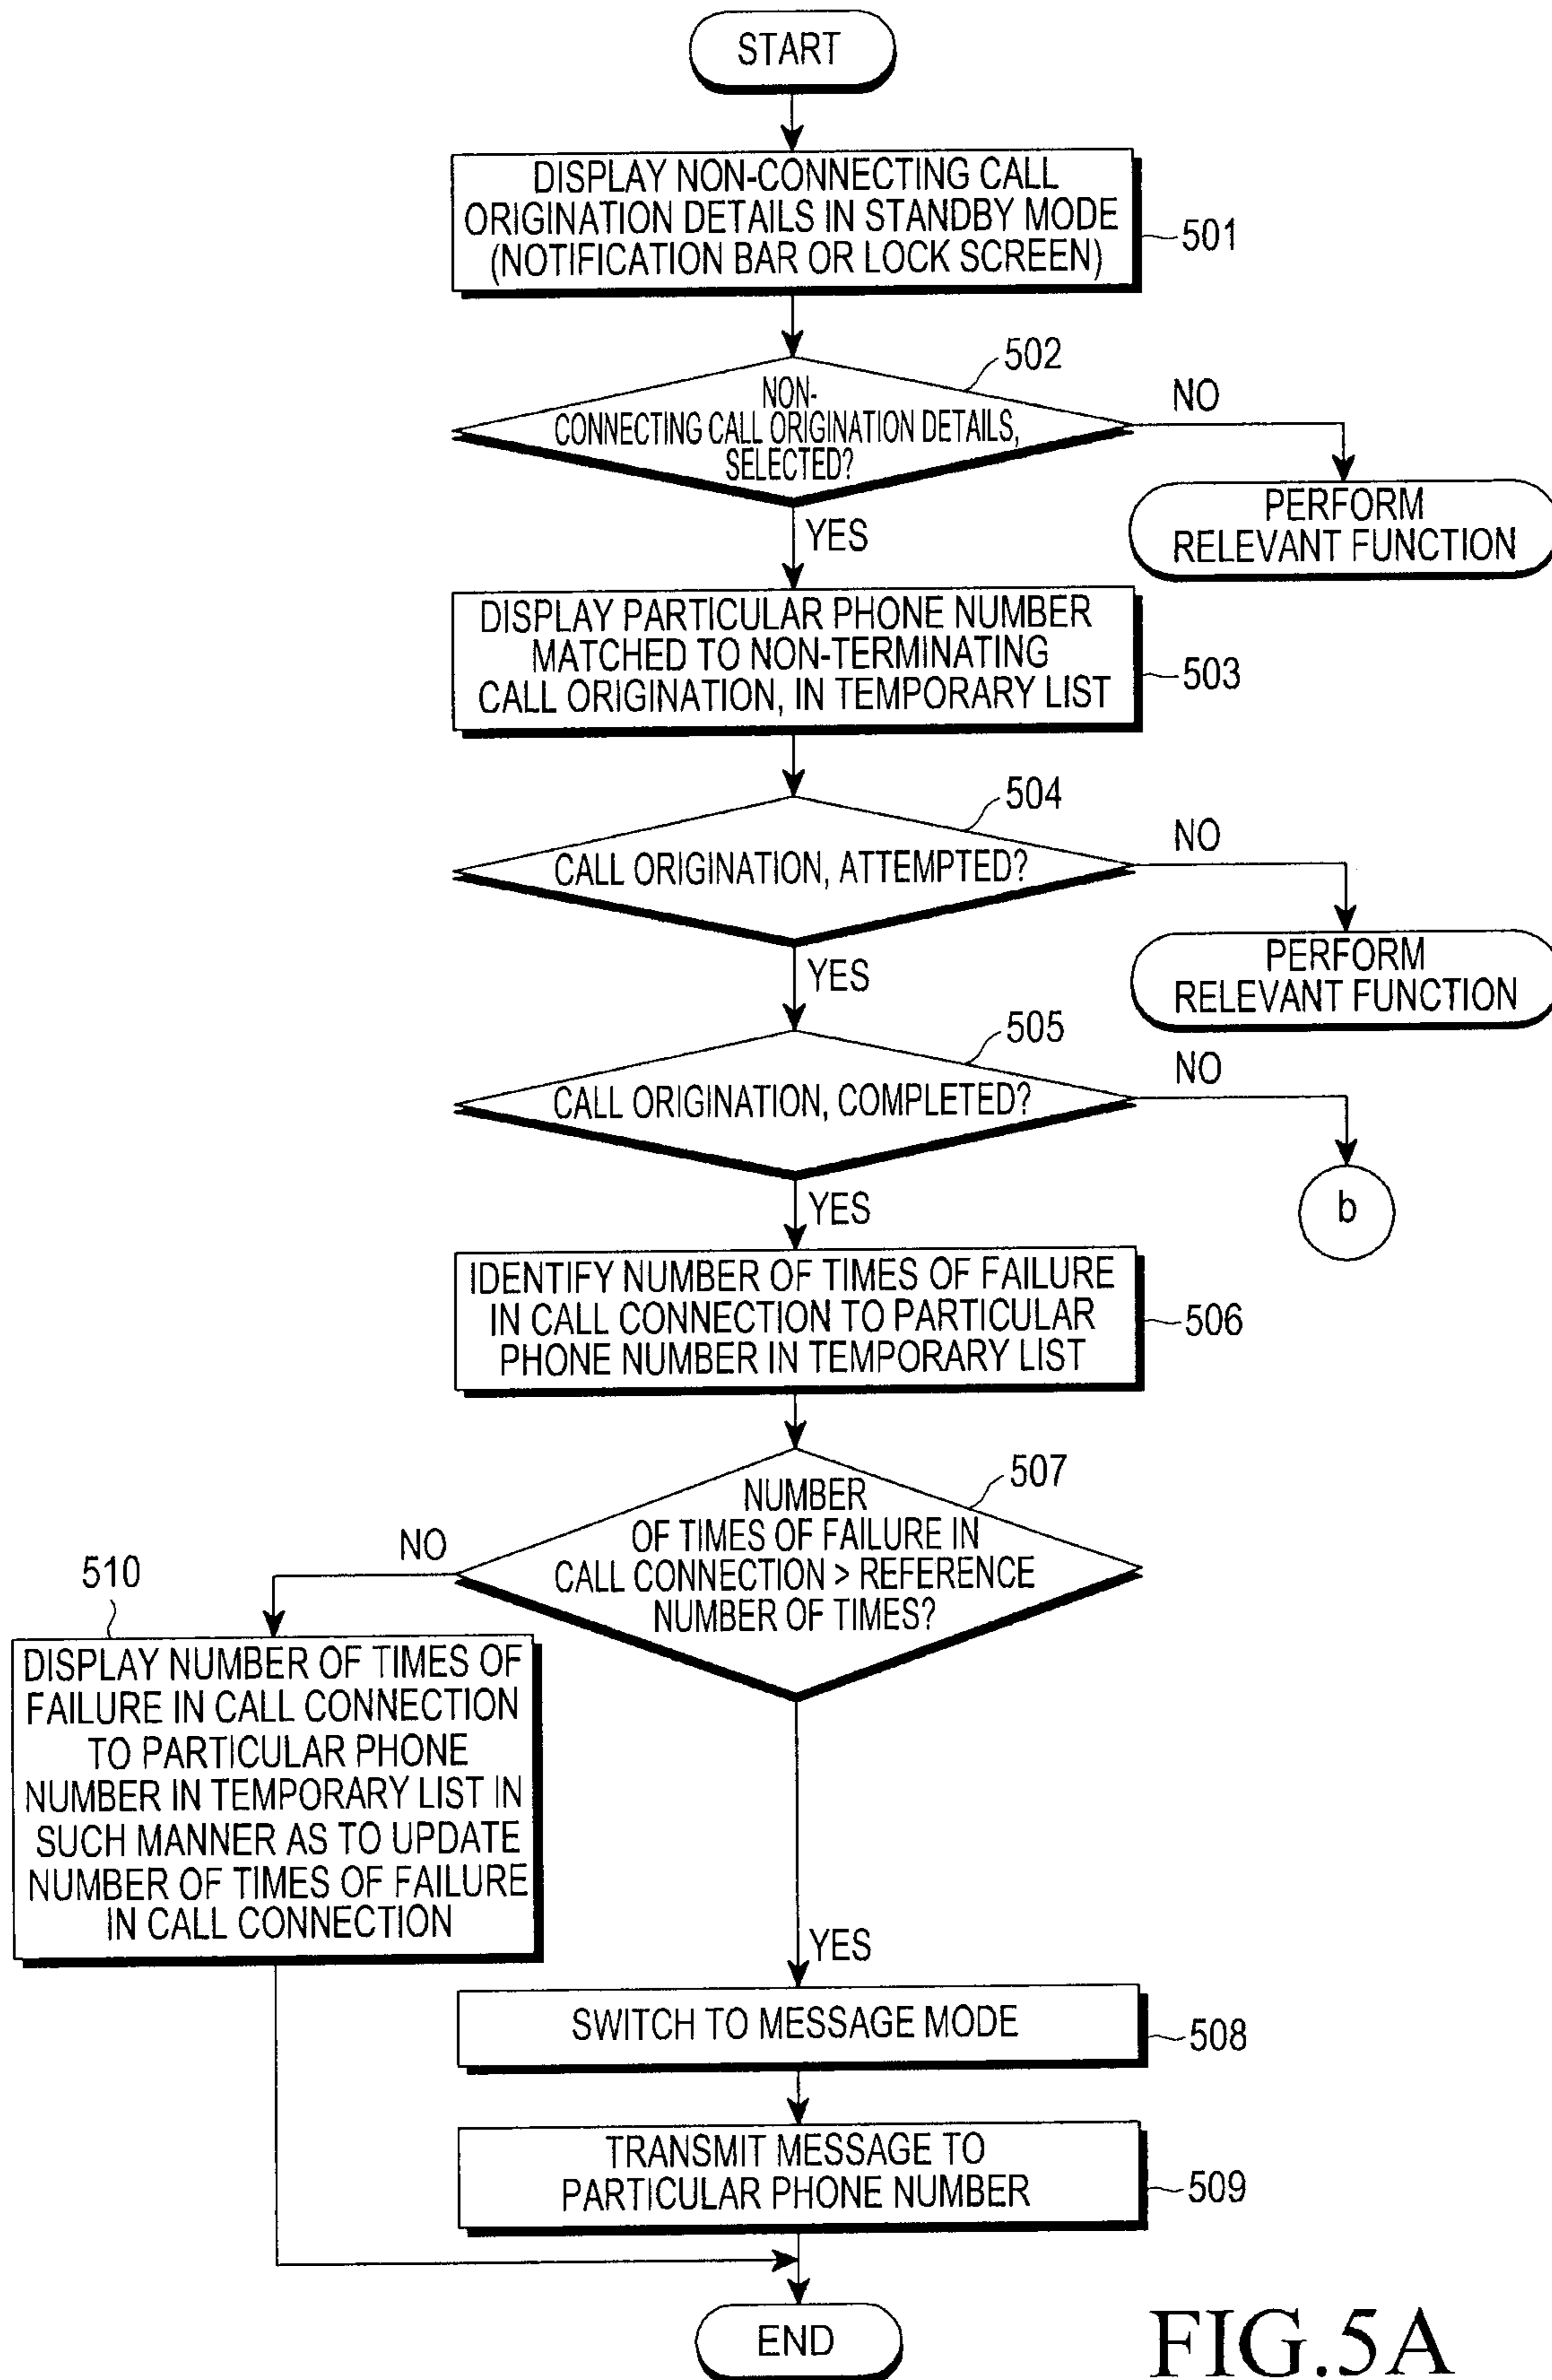 START
DISPLAY NON-CONNECTING CALL
ORIGINATION DETAILS IN STANDBY MODE
(NOTIFICATION BAR OR LOCK SCREEN)
501
502
NON-
CONNECTING CALL ORIGINATION DETAILS,
SELECTED?
NO
PERFORM
RELEVANT FUNCTION
YES
DISPLAY PARTICULAR PHONE NUMBER
MATCHED TO NON-TERMINATING
CALL ORIGINATION, IN TEMPORARY LIST
503
504
CALL ORIGINATION, ATTEMPTED?
NO
PERFORM
RELEVANT FUNCTION
YES
505
CALL ORIGINATION, COMPLETED?
NO
b
YES
IDENTIFY NUMBER OF TIMES OF FAILURE
IN CALL CONNECTION TO PARTICULAR
PHONE NUMBER IN TEMPORARY LIST
506
507
NUMBER
OF TIMES OF FAILURE IN
CALL CONNECTION > REFERENCE
NUMBER OF TIMES?
NO
510
DISPLAY NUMBER OF TIMES OF
FAILURE IN CALL CONNECTION
TO PARTICULAR PHONE
NUMBER IN TEMPORARY LIST IN
SUCH MANNER AS TO UPDATE
NUMBER OF TIMES OF FAILURE
IN CALL CONNECTION
YES
SWITCH TO MESSAGE MODE
508
TRANSMIT MESSAGE TO
PARTICULAR PHONE NUMBER
509
END
FIG.5A